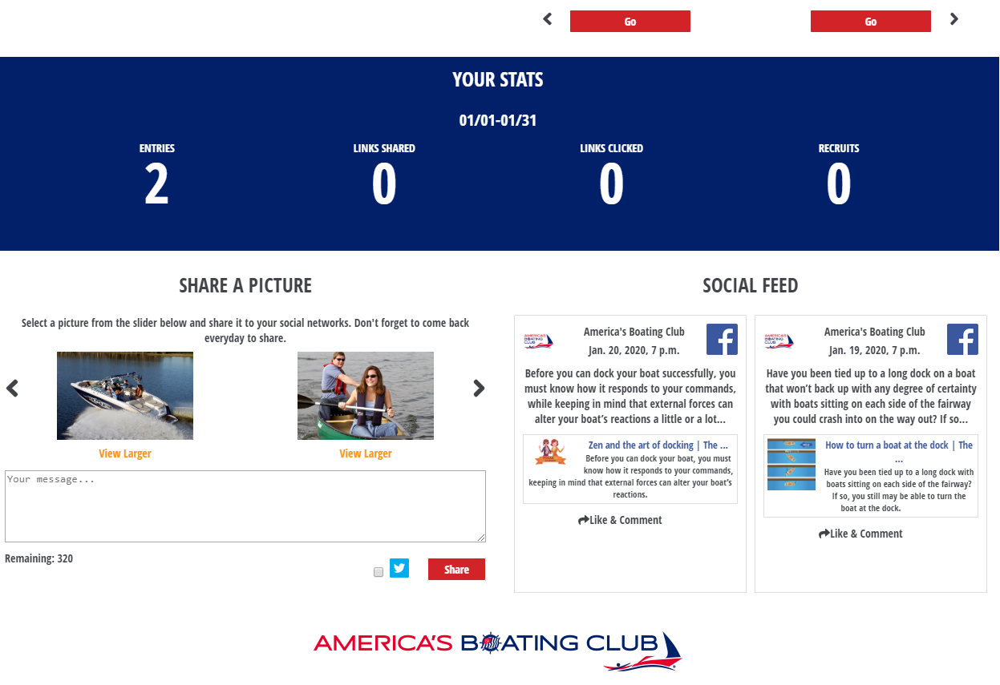 Go
Go
YOUR STATS
01/01-01/31
ENTRIES
2
LINKS SHARED
0
LINKS CLICKED
0
RECRUITS
0
SHARE A PICTURE
Select a picture from the slider below and share it to your social networks. Don't forget to come back
everyday to share.
View Larger
View Larger
Your message...
Remaining: 320
Share
SOCIAL FEED
America's Boating Club
Jan. 20, 2020, 7 p.m.
Before you can dock your boat successfully, you
must know how it responds to your commands,
while keeping in mind that external forces can
alter your boat’s reactions a little or a lot...
Zen and the art of docking | The ...
Before you can dock your boat, you must
know how it responds to your commands,
keeping in mind that external forces can alter your boat’s
reactions.
Like & Comment
America's Boating Club
Jan. 19, 2020, 7 p.m.
Have you been tied up to a long dock on a boat
that won’t back up with any degree of certainty
with boats sitting on each side of the fairway
you could crash into on the way out? If so...
How to turn a boat at the dock | The
...
Have you been tied up to a long dock with
boats sitting on each side of the fairway?
If so, you still may be able to turn the
boat at the dock.
Like & Comment
AMERICA'S BOATING CLUB